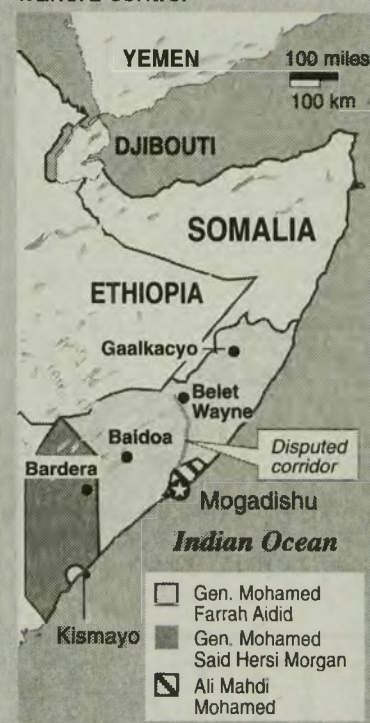 YEMEN
100 miles
100 km
DJIBOUTI
SOMALIA
ETHIOPIA
Gaalkacyo
Belet
Wayne
Baidoa
Disputed
corridor
Bardera
Mogadishu
Indian Ocean
Kismayo
Gen. Mohamed
Farrah Aidid
Gen. Mohamed
Said Hersi Morgan
Ali Mahdi
Mohamed